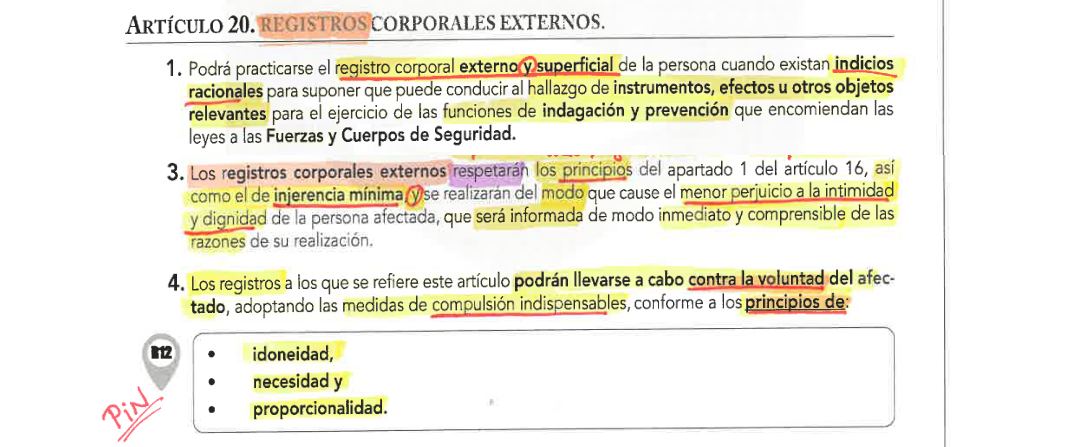 ARTÍCULO 20. REGISTROS CORPORALES EXTERNOS.
1. Podrá practicarse el registro corporal externo y superficial de la persona cuando existan indicios
racionales para suponer que puede conducir al hallazgo de instrumentos, efectos u otros objetos
relevantes para el ejercicio de las funciones de indagación y prevención que encomiendan las
leyes a las Fuerzas y Cuerpos de Seguridad.
3. Los registros corporales externos respetarán los principios del apartado 1 del artículo 16, así
como el de injerencia mínima, y se realizarán del modo que cause el menor perjuicio a la intimidad
y dignidad de la persona afectada, que será informada de modo inmediato y comprensible de las
razones de su realización.
4. Los registros a los que se refiere este artículo podrán llevarse a cabo contra la voluntad del afec-
tado, adoptando las medidas de compulsión indispensables, conforme a los principios de:
B12
• idoneidad,
• necesidad y
• proporcionalidad.
PiN